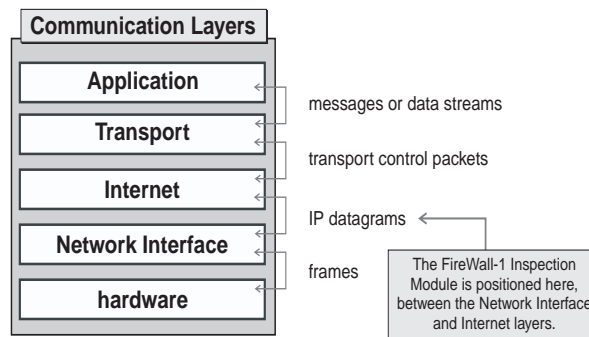 Communication Layers
Application
messages or data streams
Transport
transport control packets
Internet
IP datagrams
Network Interface
frames
hardware
The FireWall-1 Inspection
Module is positioned here,
between the Network Interface
and Internet layers.